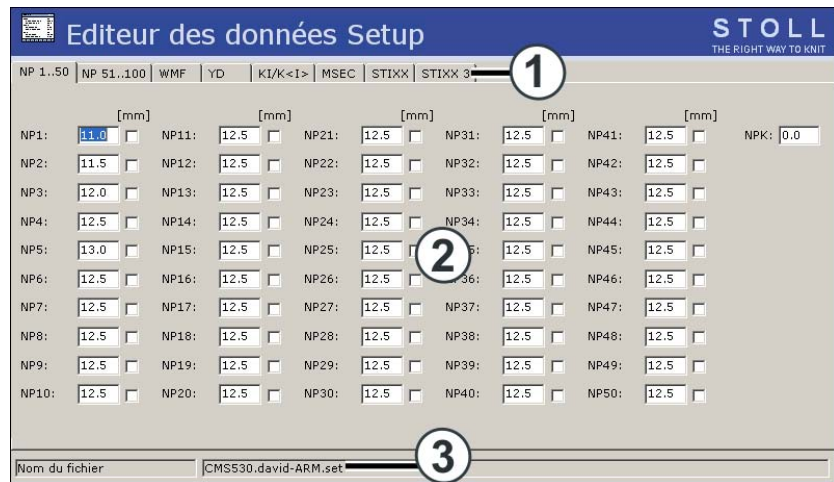 Editeur des données Setup
STOLL
THE RIGHT WAY TO KNIT
NP 1..50 NP 51..100 WMF YD KI/K<I> MSEC STIXX STIXX 3 1
[mm] [mm] [mm] [mm] [mm]
NP1: 11.0 NP11: 12.5 NP21: 12.5 NP31: 12.5 NP41: 12.5 NPK: 0.0
NP2: 11.5 NP12: 12.5 NP22: 12.5 NP32: 12.5 NP42: 12.5
NP3: 12.0 NP13: 12.5 NP23: 12.5 NP33: 12.5 NP43: 12.5
NP4: 12.5 NP14: 12.5 NP24: 12.5 NP34: 12.5 NP44: 12.5
NP5: 13.0 NP15: 12.5 NP25: 12.5 2 5: 12.5 NP45: 12.5
NP6: 12.5 NP16: 12.5 NP26: 12.5 36: 12.5 NP46: 12.5
NP7: 12.5 NP17: 12.5 NP27: 12.5 NP37: 12.5 NP47: 12.5
NP8: 12.5 NP18: 12.5 NP28: 12.5 NP38: 12.5 NP48: 12.5
NP9: 12.5 NP19: 12.5 NP29: 12.5 NP39: 12.5 NP49: 12.5
NP10: 12.5 NP20: 12.5 NP30: 12.5 NP40: 12.5 NP50: 12.5
Nom du fichier CMS530.david-ARM.set 3